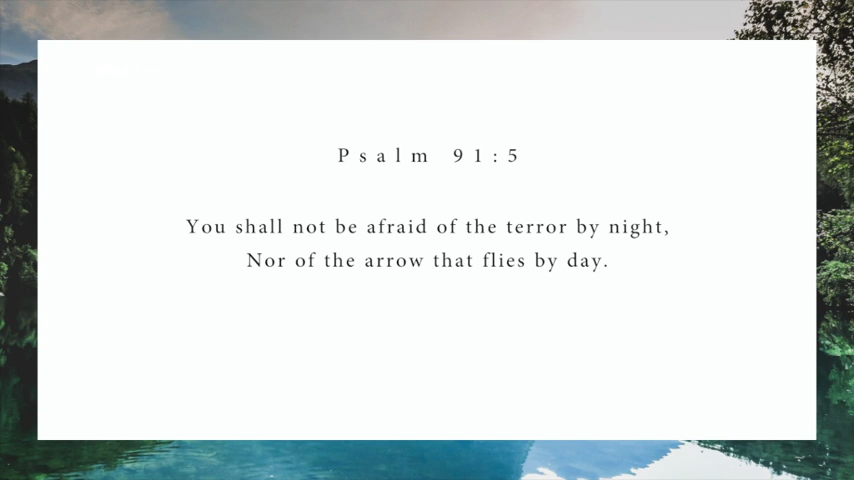 Psalm 91:5
You shall not be afraid of the terror by night,
Nor of the arrow that flies by day.